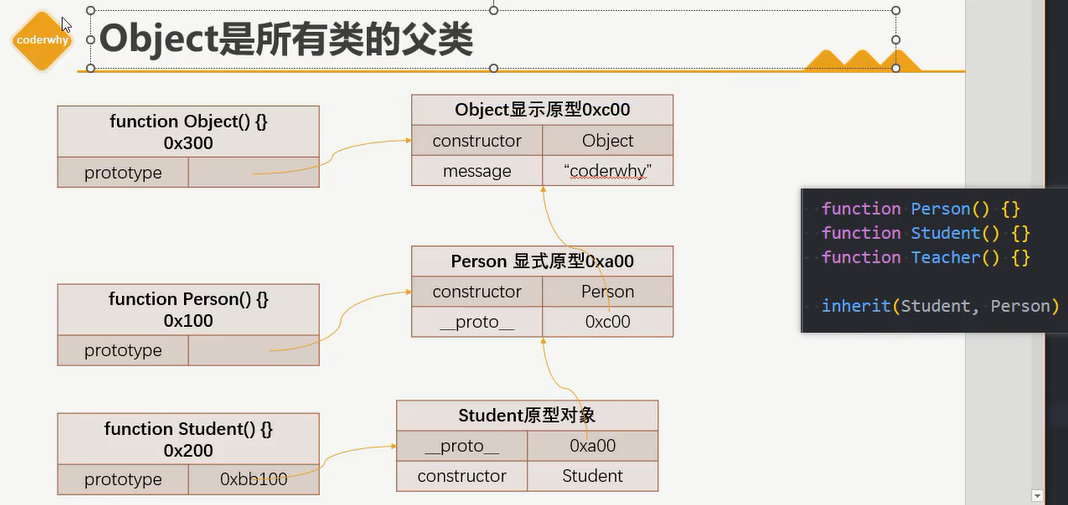 coderwhy
Object是所有类的父类
function Object() {}
0x300
prototype
Object显示原型0xc00
constructor Object
message “coderwhy”
function Person() {}
0x100
prototype
Person 显式原型0xa00
constructor Person
__proto__ 0xc00
function Student() {}
0x200
prototype 0xbb100
Student原型对象
__proto__ 0xa00
constructor Student
function Person() {}
function Student() {}
function Teacher() {}
inherit(Student, Person)